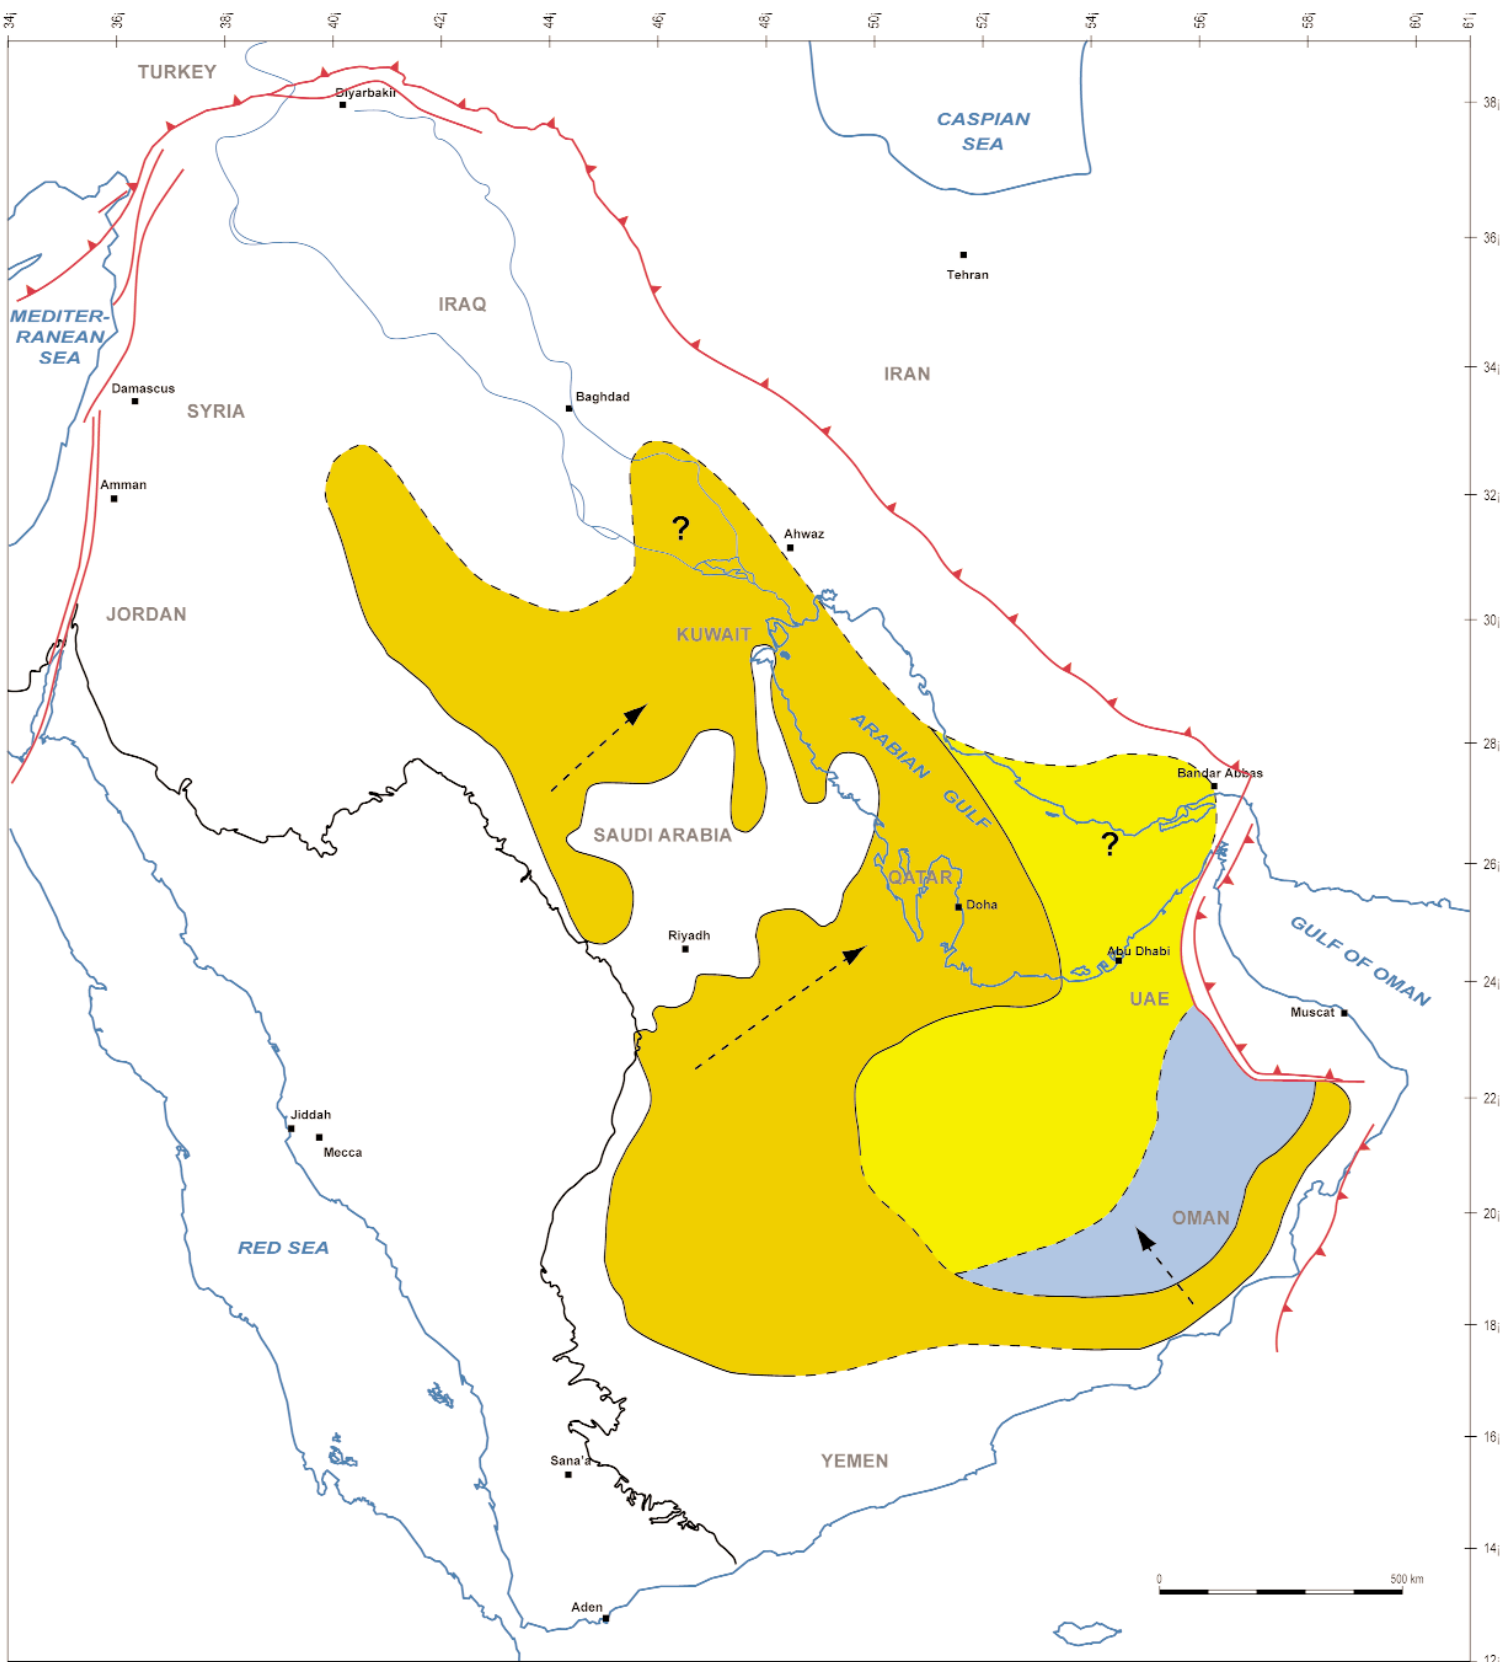 34¡ 36¡ 38¡ 40¡ 42¡ 44¡ 46¡ 48¡ 50¡ 52¡ 54¡ 56¡ 58¡ 60¡ 61¡
TURKEY
Diyarbakir
38¡
CASPIAN
SEA
36¡
Tehran
IRAQ
MEDITER-
RANEAN
SEA
34¡
IRAN
Damascus
SYRIA
Baghdad
Amman
32¡
?
Ahwaz
JORDAN
30¡
KUWAIT
ARABIAN GULF
28¡
Bandar Abbas
SAUDI ARABIA
?
26¡
QATAR
Doha
Riyadh
GULF OF OMAN
Abu Dhabi
24¡
UAE
Muscat
22¡
Jiddah
Mecca
OMAN
20¡
RED SEA
18¡
16¡
Sana'a
YEMEN
14¡
0 500 km
Aden
12¡